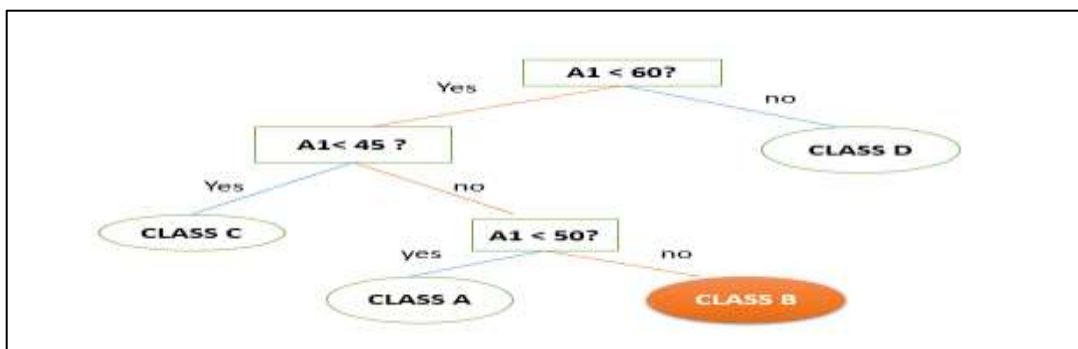 A1 < 60?
Yes
no
A1< 45 ?
CLASS D
Yes
no
CLASS C
A1 < 50?
yes
no
CLASS A
CLASS B